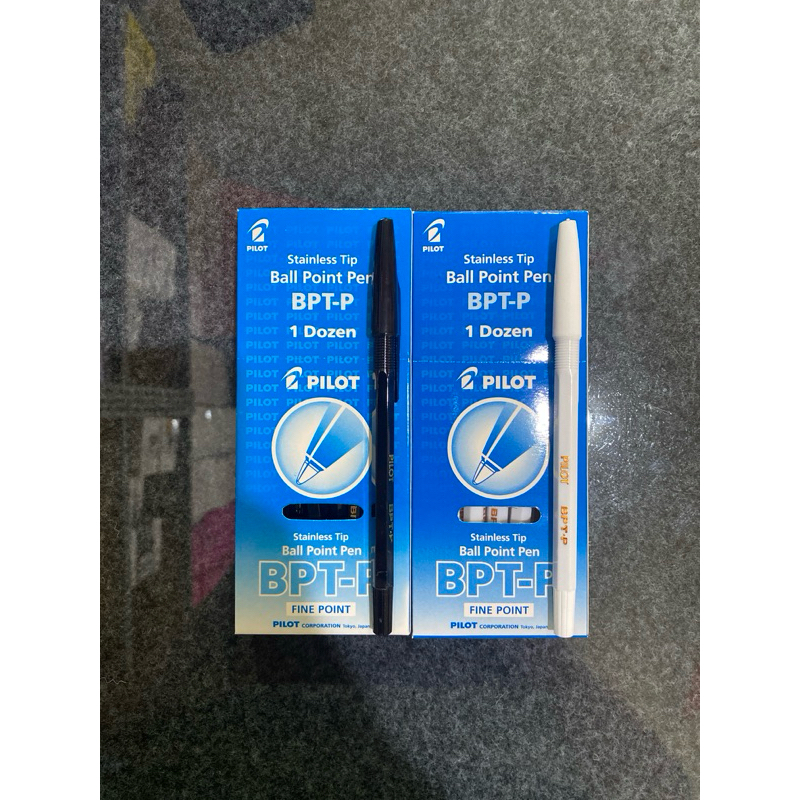 PILOT
Stainless Tip
Ball Point Pen
BPT-P
1 Dozen
PILOT
PILOT
Stainless Tip
Ball Point Pen
BPT-P
FINE POINT
PILOT CORPORATION Tokyo, Japan
PILOT
Stainless Tip
Ball Point Pen
BPT-P
1 Dozen
PILOT
PILOT BPT-P
Stainless Tip
Ball Point Pen
BPT-P
FINE POINT
PILOT CORPORATION Tokyo, Japan